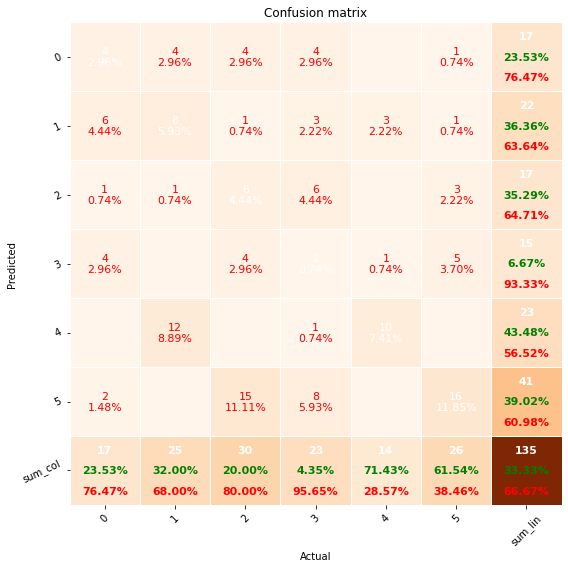 Confusion matrix
0 4 4 4 4 1 17
2.96% 2.96% 2.96% 2.96% 0.74% 23.53%
76.47%
1 6 8 1 3 3 1 22
4.44% 5.93% 0.74% 2.22% 2.22% 0.74% 36.36%
63.64%
2 1 1 6 6 3 17
0.74% 0.74% 4.44% 4.44% 2.22% 35.29%
64.71%
3 4 4 1 1 5 15
2.96% 2.96% 0.74% 0.74% 3.70% 6.67%
93.33%
4 12 1 10 23
8.89% 0.74% 7.41% 43.48%
56.52%
5 2 15 8 16 41
1.48% 11.11% 5.93% 11.85% 39.02%
60.98%
sum_col 17 25 30 23 14 26 135
23.53% 32.00% 20.00% 4.35% 71.43% 61.54% 33.33%
76.47% 68.00% 80.00% 95.65% 28.57% 38.46% 66.67%
0 1 2 3 4 5 sum_lin
Predicted
Actual